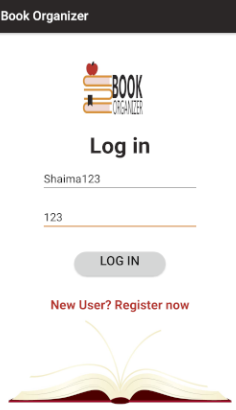 Book Organizer
BOOK
ORGANIZER
Log in
Shaima123
123
LOG IN
New User? Register now